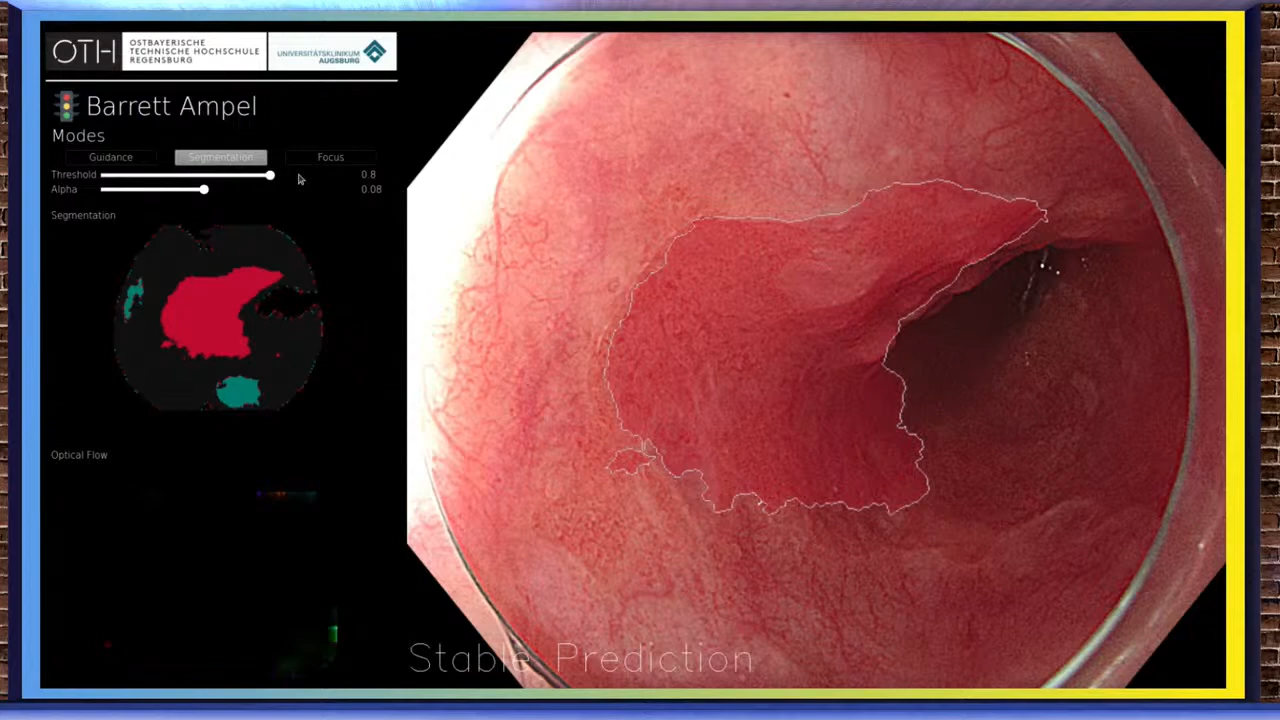 OTH
OSTBAYERISCHE
TECHNISCHE HOCHSCHULE
REGENSBURG
UNIVERSITÄTSKLINIKUM
AUGSBURG
Barrett Ampel
Modes
Guidance Segmentation Focus
Threshold 0.8
Alpha 0.08
Segmentation
Optical Flow
Stable Prediction